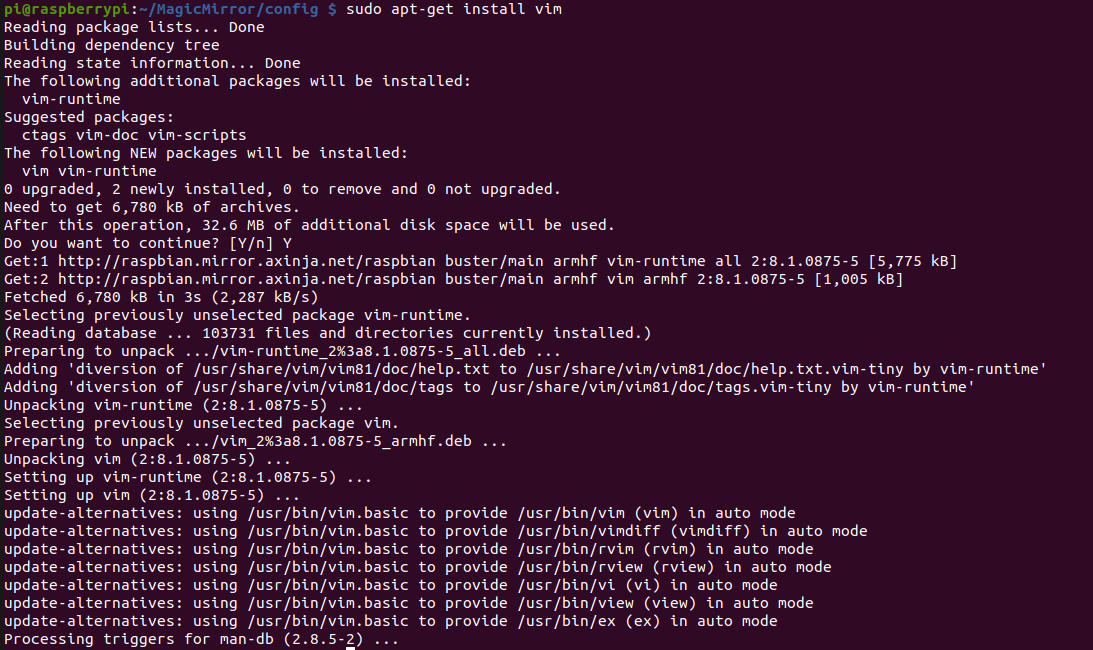 pi@raspberrypi:~/MagicMirror/config $ sudo apt-get install vim
Reading package lists... Done
Building dependency tree
Reading state information... Done
The following additional packages will be installed:
  vim-runtime
Suggested packages:
  ctags vim-doc vim-scripts
The following NEW packages will be installed:
  vim vim-runtime
0 upgraded, 2 newly installed, 0 to remove and 0 not upgraded.
Need to get 6,780 kB of archives.
After this operation, 32.6 MB of additional disk space will be used.
Do you want to continue? [Y/n] Y
Get:1 http://raspbian.mirror.axinja.net/raspbian buster/main armhf vim-runtime all 2:8.1.0875-5 [5,775 kB]
Get:2 http://raspbian.mirror.axinja.net/raspbian buster/main armhf vim armhf 2:8.1.0875-5 [1,005 kB]
Fetched 6,780 kB in 3s (2,287 kB/s)
Selecting previously unselected package vim-runtime.
(Reading database ... 103731 files and directories currently installed.)
Preparing to unpack .../vim-runtime_2%3a8.1.0875-5_all.deb ...
Adding 'diversion of /usr/share/vim/vim81/doc/help.txt to /usr/share/vim/vim81/doc/help.txt.vim-tiny by vim-runtime'
Adding 'diversion of /usr/share/vim/vim81/doc/tags to /usr/share/vim/vim81/doc/tags.vim-tiny by vim-runtime'
Unpacking vim-runtime (2:8.1.0875-5) ...
Selecting previously unselected package vim.
Preparing to unpack .../vim_2%3a8.1.0875-5_armhf.deb ...
Unpacking vim (2:8.1.0875-5) ...
Setting up vim-runtime (2:8.1.0875-5) ...
Setting up vim (2:8.1.0875-5) ...
update-alternatives: using /usr/bin/vim.basic to provide /usr/bin/vim (vim) in auto mode
update-alternatives: using /usr/bin/vim.basic to provide /usr/bin/vimdiff (vimdiff) in auto mode
update-alternatives: using /usr/bin/vim.basic to provide /usr/bin/rvim (rvim) in auto mode
update-alternatives: using /usr/bin/vim.basic to provide /usr/bin/rview (rview) in auto mode
update-alternatives: using /usr/bin/vim.basic to provide /usr/bin/vi (vi) in auto mode
update-alternatives: using /usr/bin/vim.basic to provide /usr/bin/view (view) in auto mode
update-alternatives: using /usr/bin/vim.basic to provide /usr/bin/ex (ex) in auto mode
Processing triggers for man-db (2.8.5-2) ...